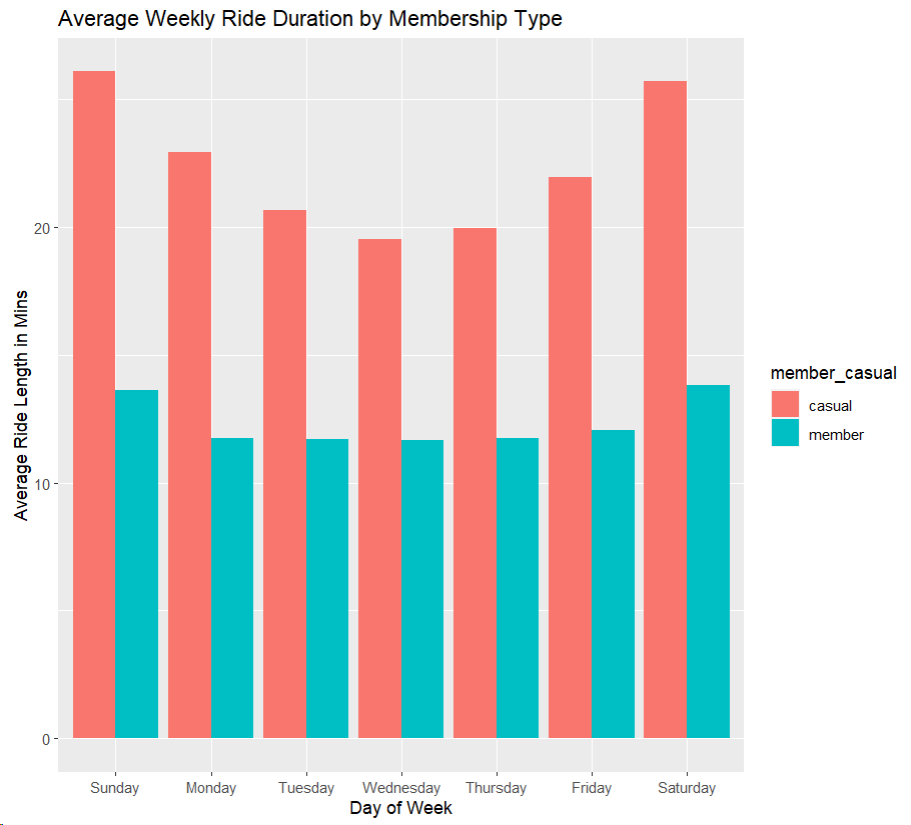 Average Weekly Ride Duration by Membership Type
Average Ride Length in Mins
20
10
0
Sunday Monday Tuesday Wednesday Thursday Friday Saturday
Day of Week
member_casual
casual
member